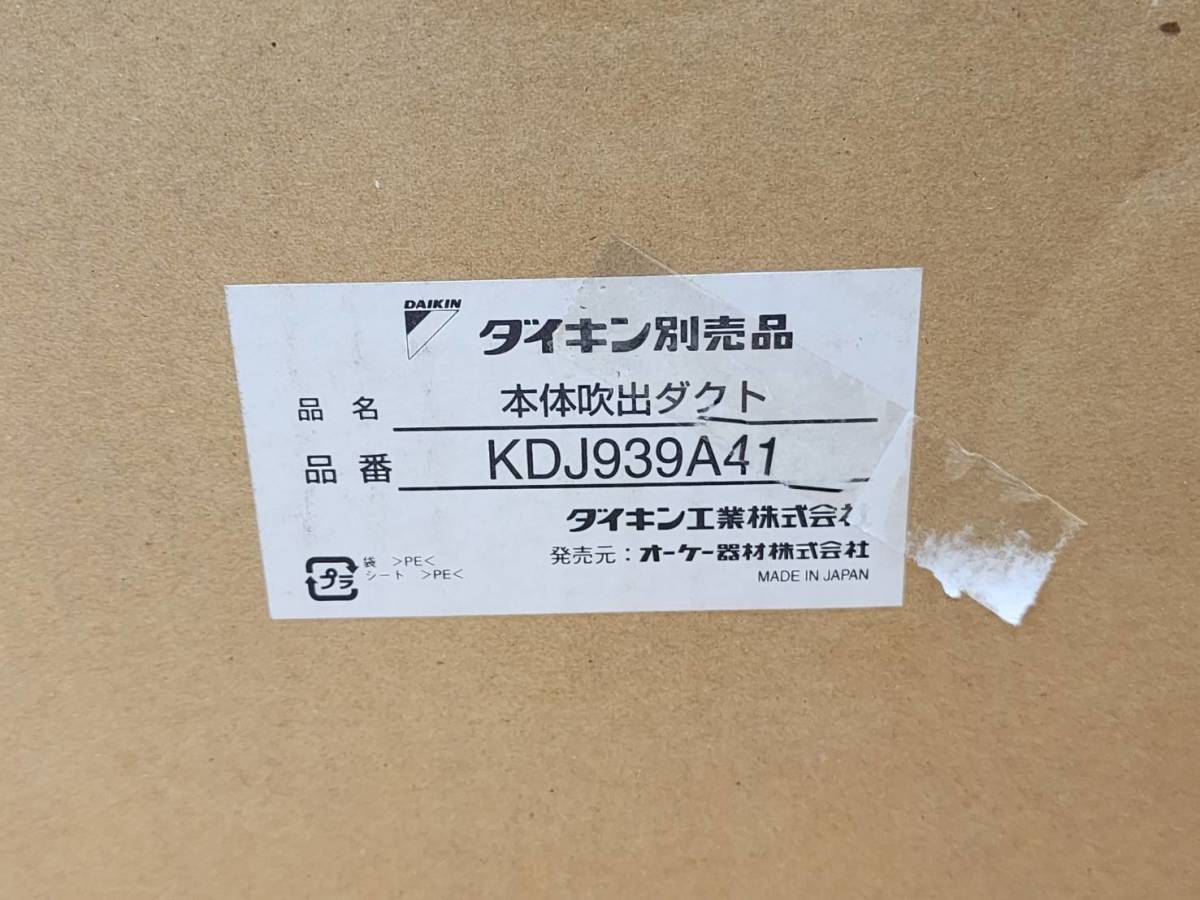 DAIKIN
ダイキン別売品
品名 本体吹出ダクト
品番 KDJ939A41
ダイキン工業株式会社
発売元：オーケー器材株式会社
プラ
袋 >PE<
シート >PE<
MADE IN JAPAN